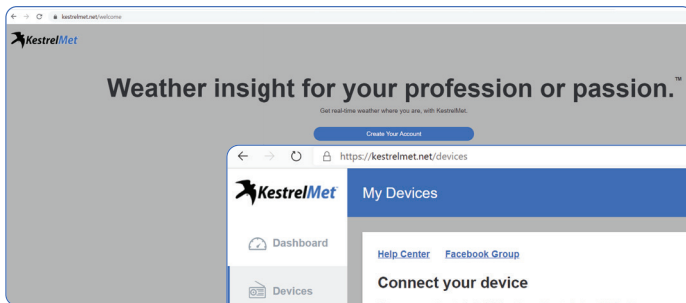 kestrelmet.net/welcome
KestrelMet
Weather insight for your profession or passion.™
Get real-time weather where you are, with KestrelMet.
Create Your Account
https://kestrelmet.net/devices
KestrelMet
My Devices
Dashboard
Help Center Facebook Group
Connect your device
Devices